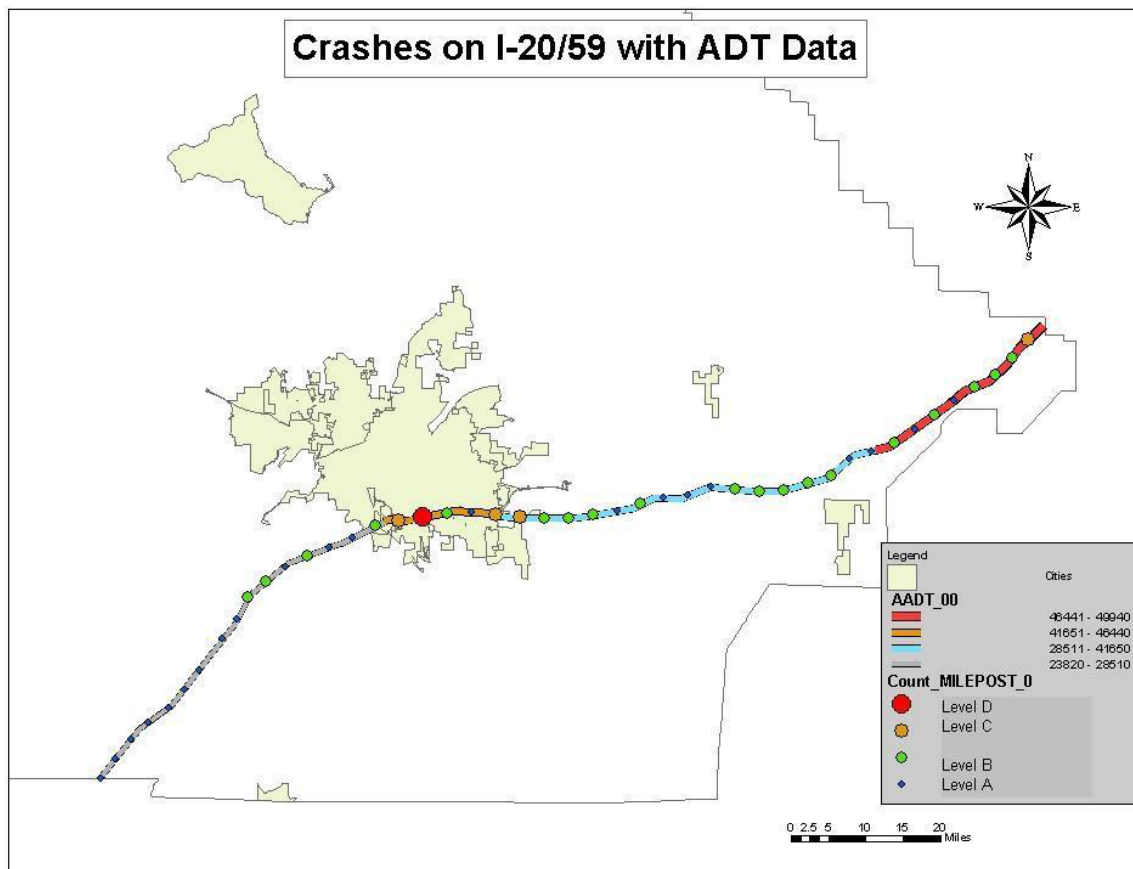 Crashes on I-20/59 with ADT Data
N
W E
S
Legend
Cities
AADT_00
46441 - 49940
41651 - 46440
28511 - 41650
23820 - 28510
Count_MILEPOST_0
Level D
Level C
Level B
Level A
0 2.5 5 10 15 20
Miles